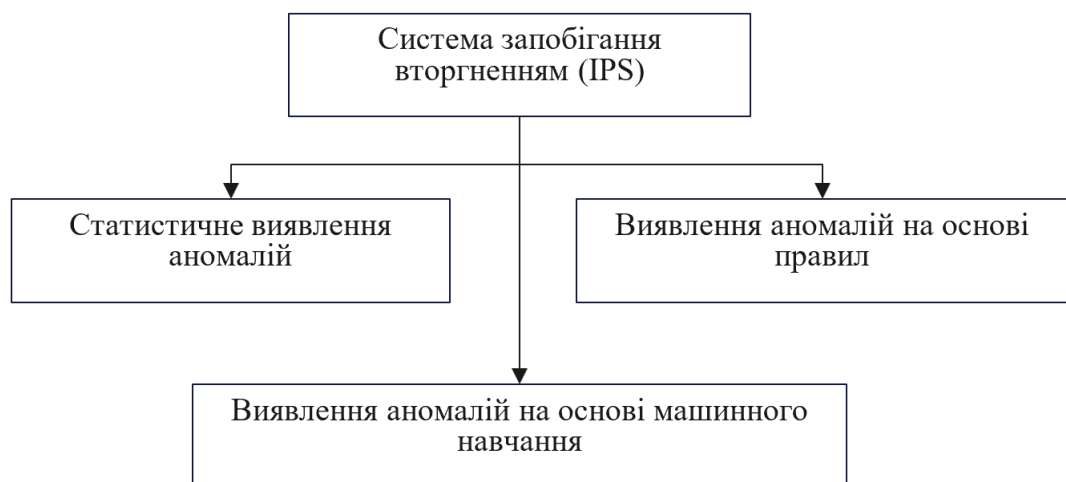 Система запобігання
вторгненням (IPS)
Статистичне виявлення
аномалій
Виявлення аномалій на основі
правил
Виявлення аномалій на основі машинного
навчання